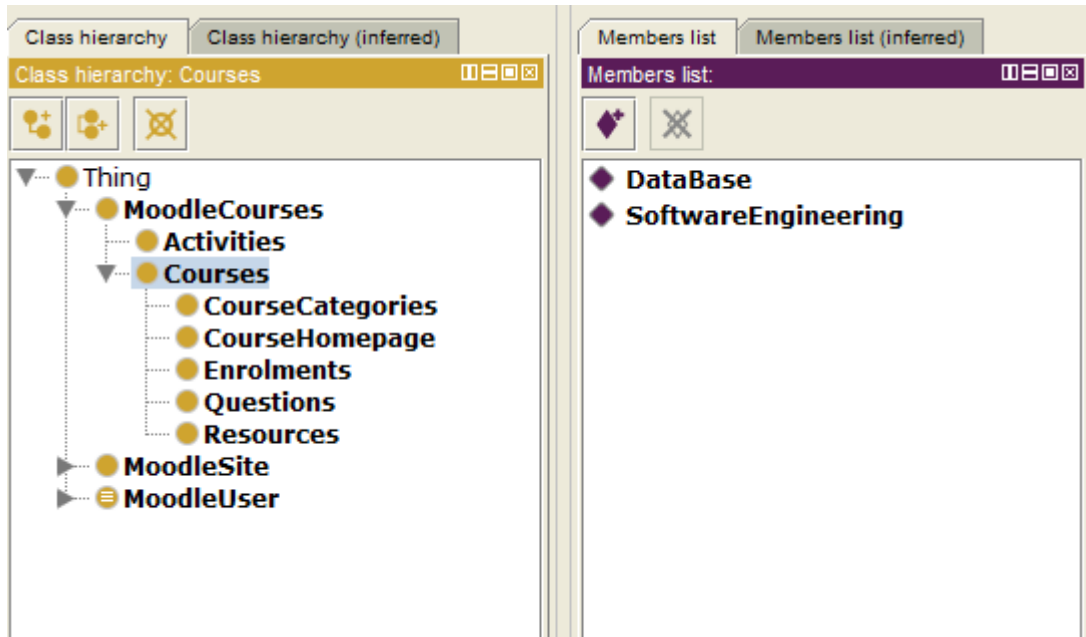 Class hierarchy
Class hierarchy (inferred)
Class hierarchy: Courses
Thing
MoodleCourses
Activities
Courses
CourseCategories
CourseHomepage
Enrolments
Questions
Resources
MoodleSite
MoodleUser
Members list
Members list (inferred)
Members list:
DataBase
SoftwareEngineering